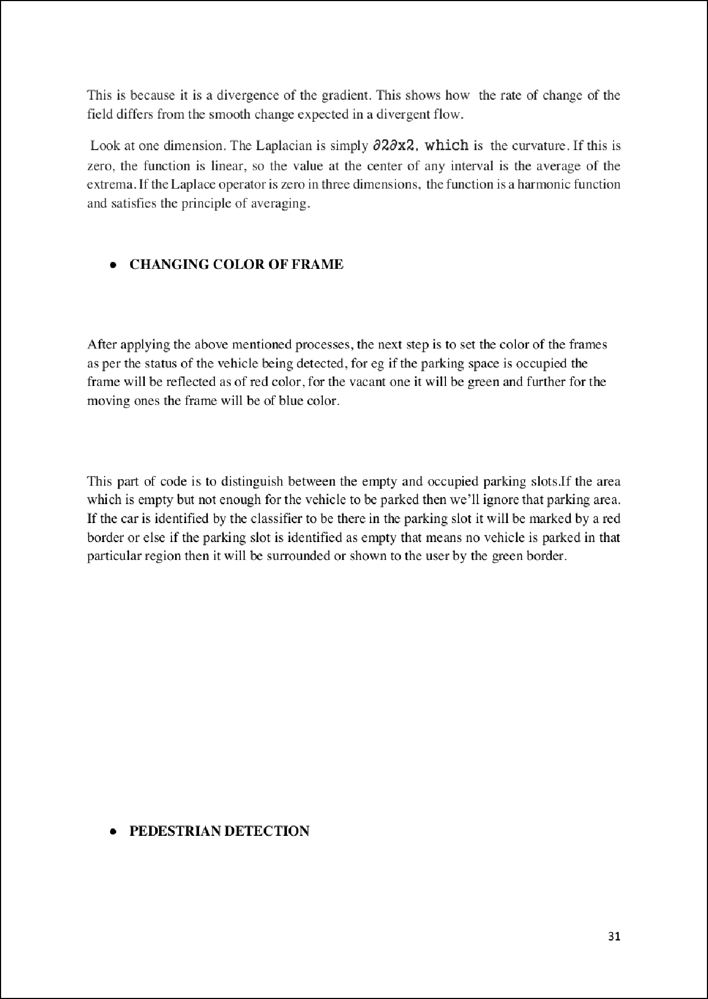 This is because it is a divergence of the gradient. This shows how  the rate of change of the
field differs from the smooth change expected in a divergent flow.
Look at one dimension. The Laplacian is simply ∂2∂x2, which is  the curvature. If this is
zero, the function is linear, so the value at the center of any interval is the average of the
extrema. If the Laplace operator is zero in three dimensions,  the function is a harmonic function
and satisfies the principle of averaging.
● CHANGING COLOR OF FRAME
After applying the above mentioned processes, the next step is to set the color of the frames
as per the status of the vehicle being detected, for eg if the parking space is occupied the
frame will be reflected as of red color, for the vacant one it will be green and further for the
moving ones the frame will be of blue color.
This part of code is to distinguish between the empty and occupied parking slots.If the area
which is empty but not enough for the vehicle to be parked then we’ll ignore that parking area.
If the car is identified by the classifier to be there in the parking slot it will be marked by a red
border or else if the parking slot is identified as empty that means no vehicle is parked in that
particular region then it will be surrounded or shown to the user by the green border.
● PEDESTRIAN DETECTION
31